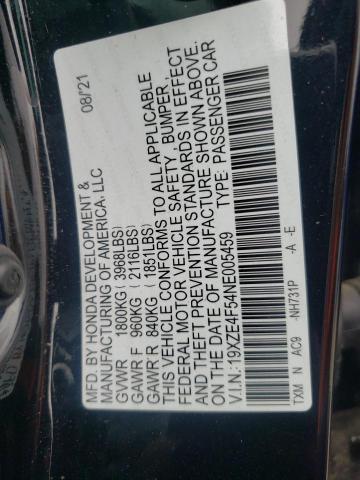 MFD. BY HONDA DEVELOPMENT & 08/'21
MANUFACTURING OF AMERICA, LLC
GVWR 1800KG ( 3968LBS)
GAWR F 960KG ( 2116LBS)
GAWR R 840KG ( 1851LBS)
THIS VEHICLE CONFORMS TO ALL APPLICABLE
FEDERAL MOTOR VEHICLE SAFETY, BUMPER,
AND THEFT PREVENTION STANDARDS IN EFFECT
ON THE DATE OF MANUFACTURE SHOWN ABOVE.
V.I.N.: 19XZE4F54NE005459 TYPE: PASSENGER CAR
TXM N AC9 -NH731P -A -E